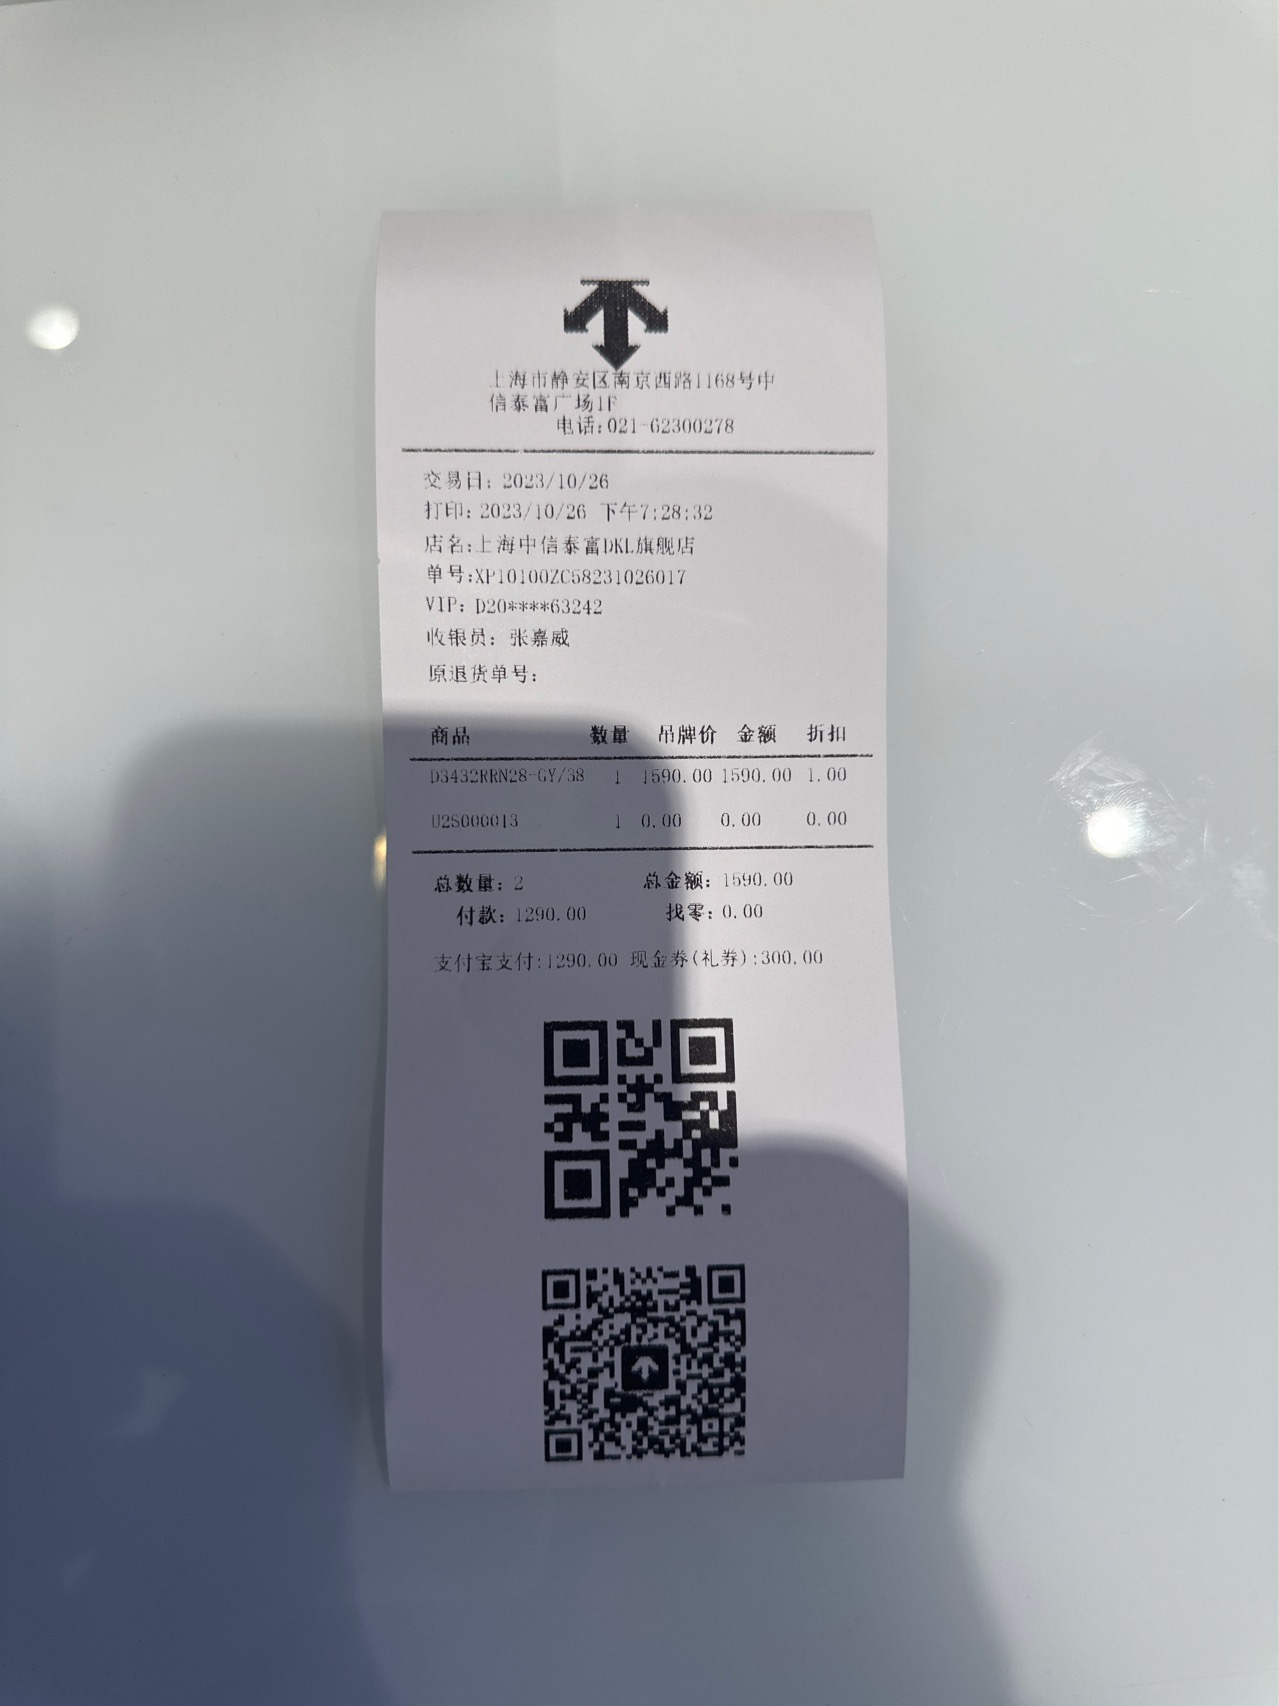 上海市静安区南京西路1168号中
信泰富广场1F
电话:021-62300278
交易日: 2023/10/26
打印: 2023/10/26 下午7:28:32
店名:上海中信泰富DKL旗舰店
单号:XP10100ZC58231026017
VIP: D20****63242
收银员: 张嘉威
原退货单号:
商品 数量 吊牌价 金额 折扣
D3432RRN28-GY/38 1 1590.00 1590.00 1.00
U2S000013 1 0.00 0.00 0.00
总数量: 2 总金额: 1590.00
付款: 1290.00 找零: 0.00
支付宝支付:1290.00 现金券(礼券):300.00